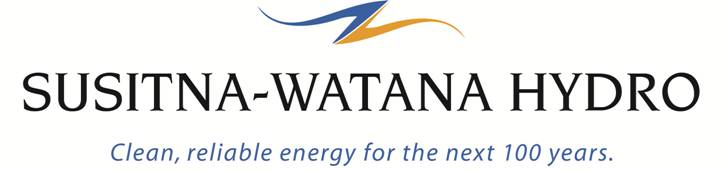 SUSITNA-WATANA HYDRO
Clean, reliable energy for the next 100 years.